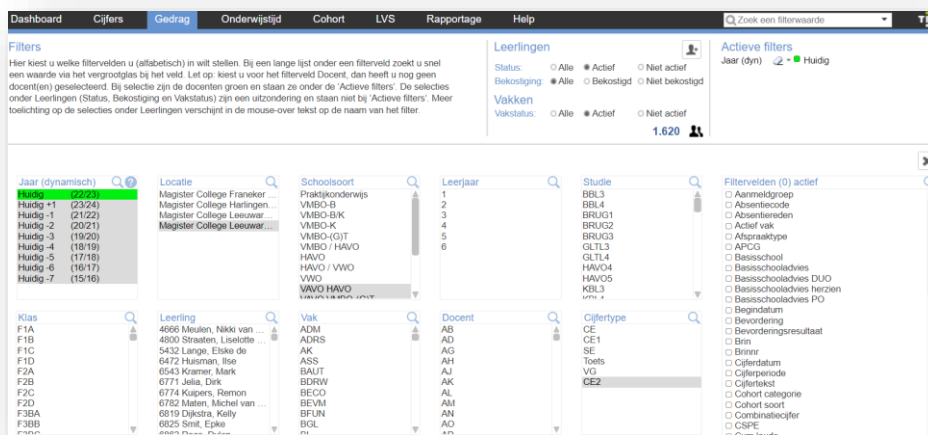 Dashboard Cijfers Gedrag Onderwijstijd Cohort LVS Rapportage Help Zoek een filterwaarde
Filters
Hier kiest u welke filtervelden u (alfabetisch) in wilt stellen. Bij een lange lijst onder een filterveld zoekt u snel
een waarde via het vergrootglas bij het veld. Let op: kiest u voor het filterveld Docent, dan heeft u nog geen
docent(en) geselecteerd. Bij selectie zijn de docenten groen en staan ze onder de 'Actieve filters'. De selecties
onder Leerlingen (Status, Bekostiging en Vakstatus) zijn een uitzondering en staan niet bij 'Actieve filters'. Meer
toelichting op de selecties onder Leerlingen verschijnt in de mouse-over tekst op de naam van het filter.
Leerlingen
Status: Alle Actief Niet actief
Bekostiging: Alle Bekostigd Niet bekostigd
Vakken
Vakstatus: Alle Actief Niet actief
1.620
Actieve filters
Jaar (dyn) Huidig
Jaar (dynamisch)
Huidig (22/23)
Huidig +1 (23/24)
Huidig -1 (21/22)
Huidig -2 (20/21)
Huidig -3 (19/20)
Huidig -4 (18/19)
Huidig -5 (17/18)
Huidig -6 (16/17)
Huidig -7 (15/16)
Locatie
Magister College Franeker ...
Magister College Harlingen...
Magister College Leeuwar...
Magister College Leeuwar...
Schoolsoort
Praktijkonderwijs
VMBO-B
VMBO-B/K
VMBO-K
VMBO-(G)T
VMBO / HAVO
HAVO
HAVO / VWO
VWO
VAVO HAVO
VAVO VMBO-(G)T
Leerjaar
1
2
3
4
5
6
Studie
BBL3
BBL4
BRUG1
BRUG2
BRUG3
GLTL3
GLTL4
HAVO4
HAVO5
KBL3
KBL4
Filtervelden (0) actief
Aanmeldgroep
Absentiecode
Absentiereden
Actief vak
Afspraaktype
APCG
Basisschool
Basisschooladvies
Basisschooladvies DUO
Basisschooladvies herzien
Basisschooladvies PO
Begindatum
Bevordering
Bevorderingsresultaat
Brin
Brinnr
Cijferdatum
Cijferperiode
Cijfertekst
Cohort categorie
Cohort soort
Combinatiecijfer
CSPE
Cum laude
Klas
F1A
F1B
F1C
F1D
F2A
F2B
F2C
F2D
F3BA
F3BB
F3BC
Leerling
4666 Meulen, Nikki van ...
4800 Straaten, Liselotte ...
5432 Lange, Elske de
6472 Huisman, Ilse
6543 Kramer, Mark
6771 Jelia, Dirk
6774 Kuipers, Remon
6782 Maten, Michel van ...
6819 Dijkstra, Kelly
6825 Smit, Epke
Vak
ADM
ADRS
AK
ASS
BAUT
BDRW
BECO
BEVM
BFUN
BGL
BI
Docent
AB
AD
AG
AH
AJ
AK
AL
AM
AN
AO
AP
Cijfertype
CE
CE1
SE
Toets
VG
CE2